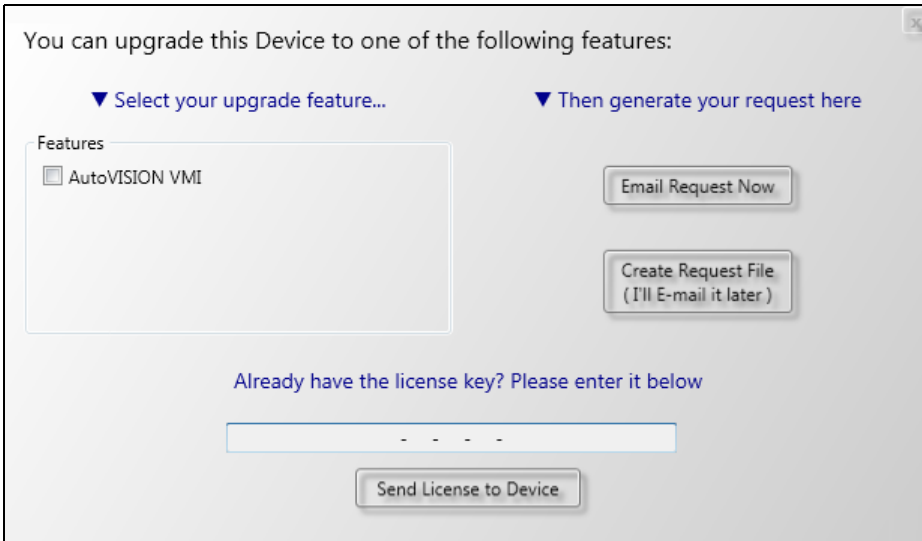 You can upgrade this Device to one of the following features:
▼ Select your upgrade feature...
▼ Then generate your request here
Features
AutoVISION VMI
Email Request Now
Create Request File
( I'll E-mail it later )
Already have the license key? Please enter it below
- - - -
Send License to Device